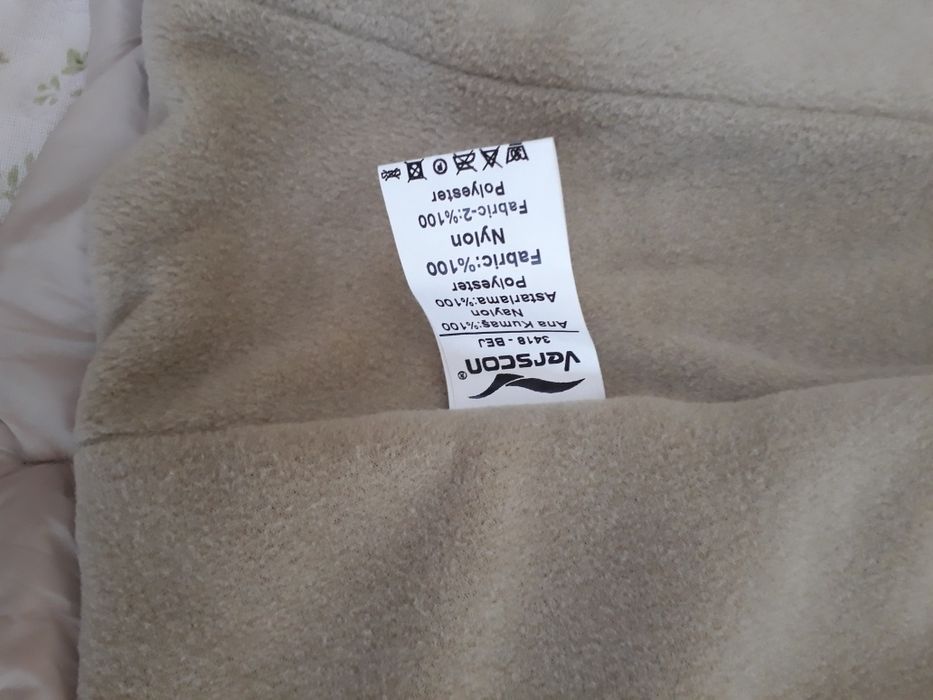 Verscon®
3418 - BEJ
Ana Kumaş:%100
Naylon
Astarlama:%100
Polyester
Fabric:%100
Nylon
Fabric-2:%100
Polyester